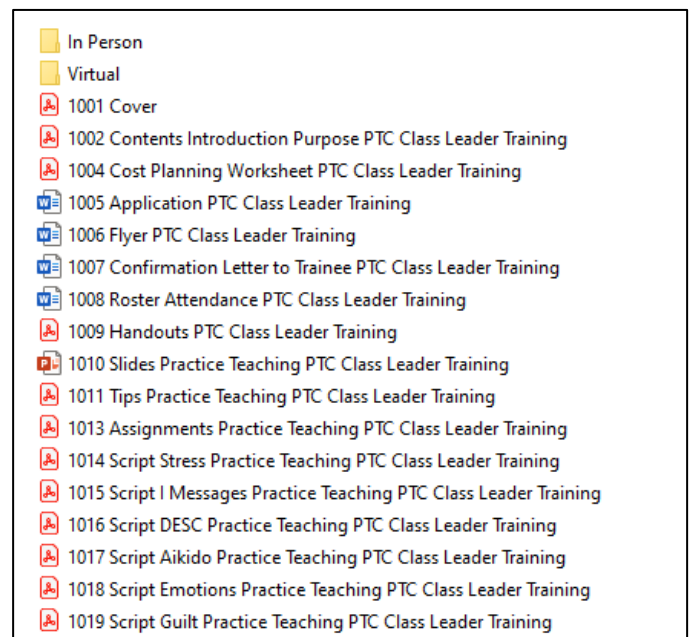 In Person
Virtual
1001 Cover
1002 Contents Introduction Purpose PTC Class Leader Training
1004 Cost Planning Worksheet PTC Class Leader Training
1005 Application PTC Class Leader Training
1006 Flyer PTC Class Leader Training
1007 Confirmation Letter to Trainee PTC Class Leader Training
1008 Roster Attendance PTC Class Leader Training
1009 Handouts PTC Class Leader Training
1010 Slides Practice Teaching PTC Class Leader Training
1011 Tips Practice Teaching PTC Class Leader Training
1013 Assignments Practice Teaching PTC Class Leader Training
1014 Script Stress Practice Teaching PTC Class Leader Training
1015 Script I Messages Practice Teaching PTC Class Leader Training
1016 Script DESC Practice Teaching PTC Class Leader Training
1017 Script Aikido Practice Teaching PTC Class Leader Training
1018 Script Emotions Practice Teaching PTC Class Leader Training
1019 Script Guilt Practice Teaching PTC Class Leader Training